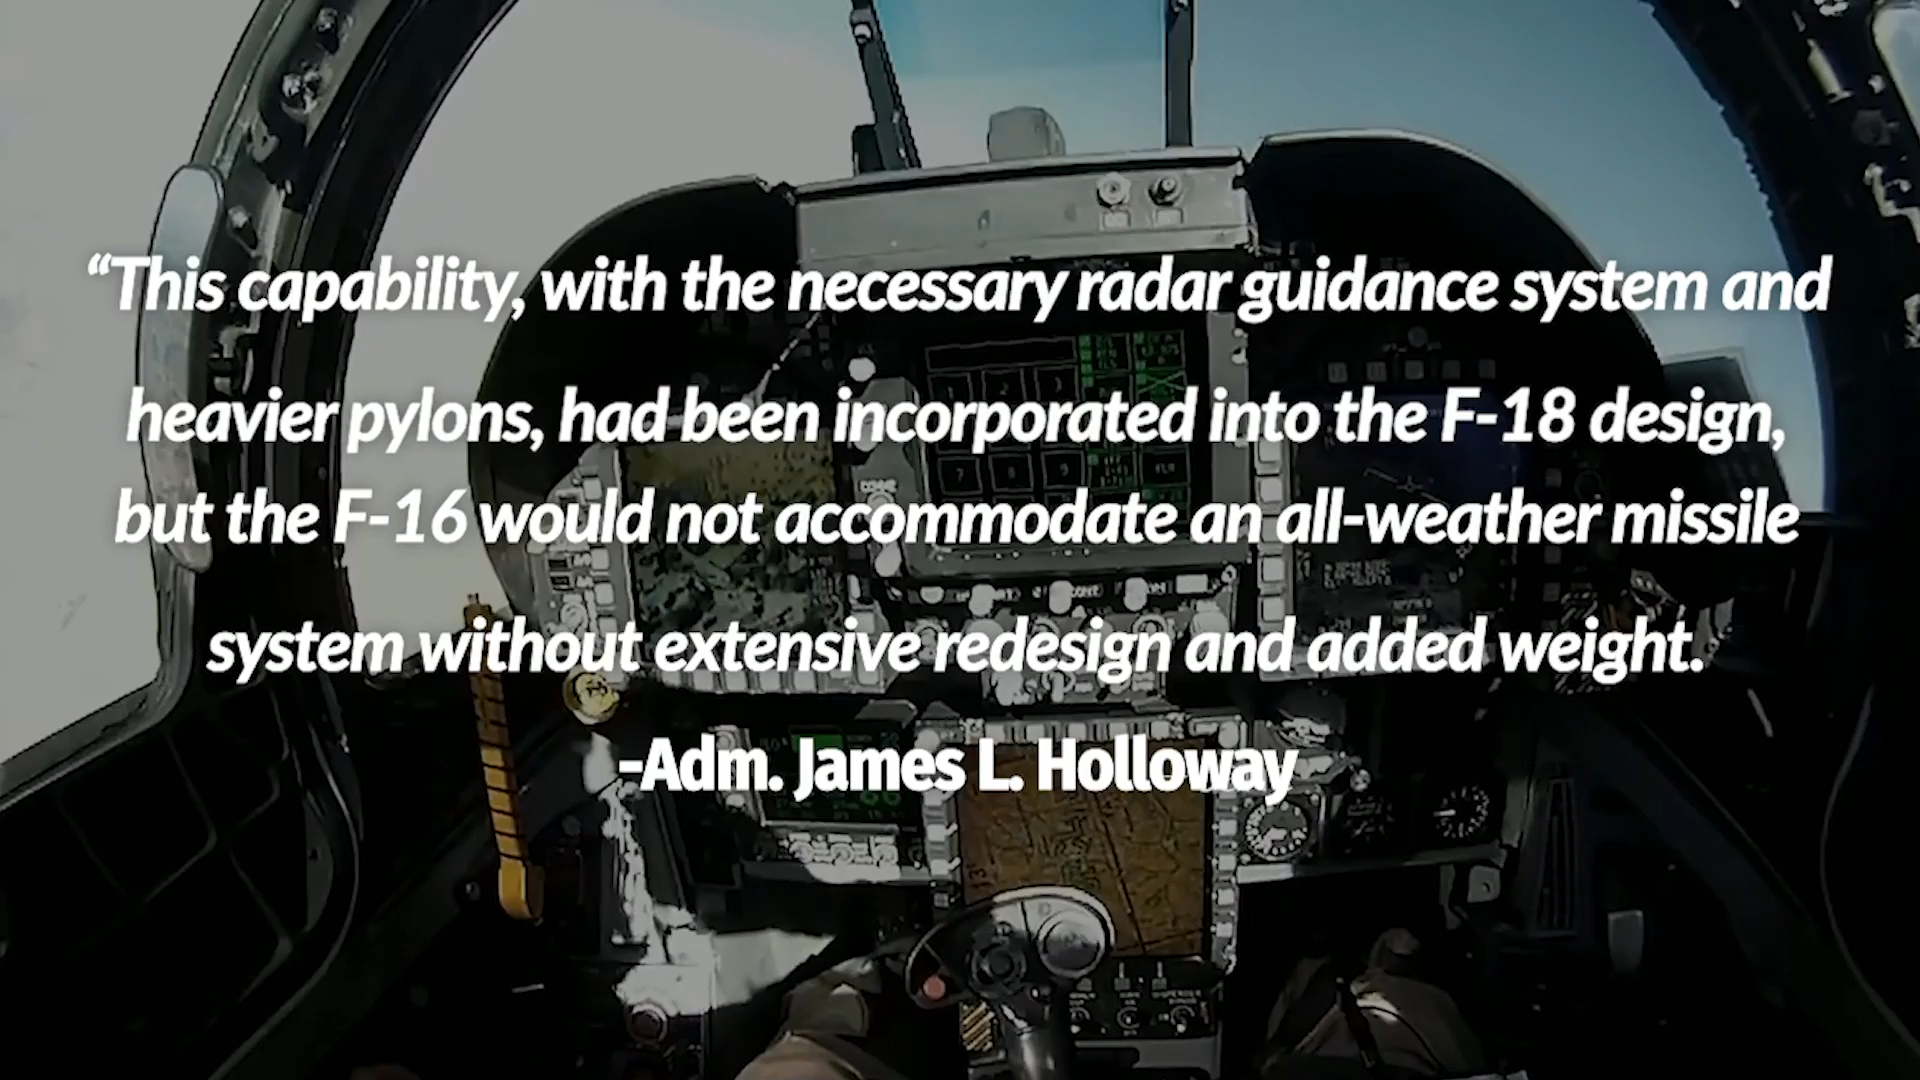 “This capability, with the necessary radar guidance system and
heavier pylons, had been incorporated into the F-18 design,
but the F-16 would not accommodate an all-weather missile
system without extensive redesign and added weight.
-Adm. James L. Holloway